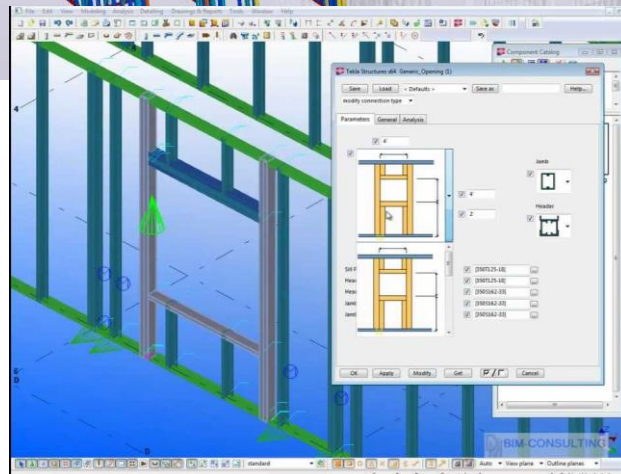 File Edit View Modeling Analysis Detailing Drawings & Reports Tools Window Help
Component Catalog
Tekla Structures x64 Generic_Opening (1)
Save Load < Defaults > Save as Help...
modify connection type
Parameters General Analysis
4'
Jamb
4'
2'
Header
Sill P
[350T125-18]
Head
[350T125-18]
Head
[350S162-33]
Jamb
[350S162-33]
Jamb
[350S162-33]
OK Apply Modify Get Cancel
4
6
D
D
BIM CONSULTING
standard
Auto View plane Outline planes